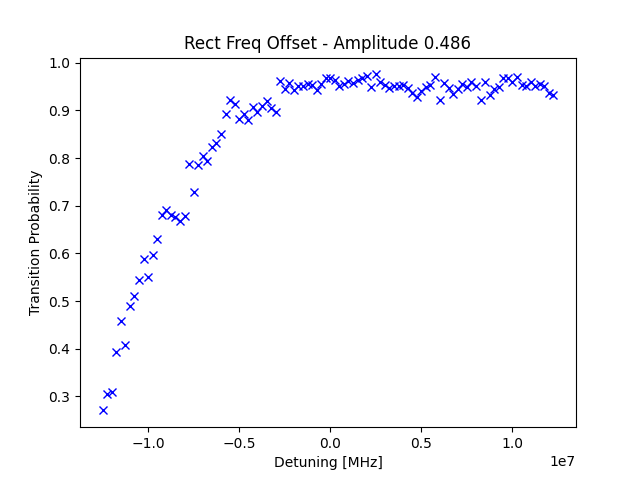 Rect Freq Offset - Amplitude 0.486
1.0
0.9
0.8
0.7
0.6
0.5
0.4
0.3
Transition Probability
−1.0 −0.5 0.0 0.5 1.0
1e7
Detuning [MHz]